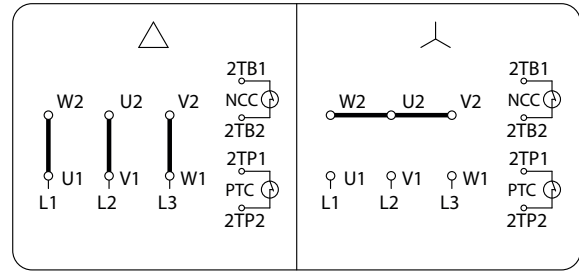 2TB1
W2 U2 V2 NCC
2TB2
2TP1
U1 V1 W1 PTC
L1 L2 L3
2TP2
2TB1
W2 U2 V2 NCC
2TB2
2TP1
U1 V1 W1 PTC
L1 L2 L3
2TP2